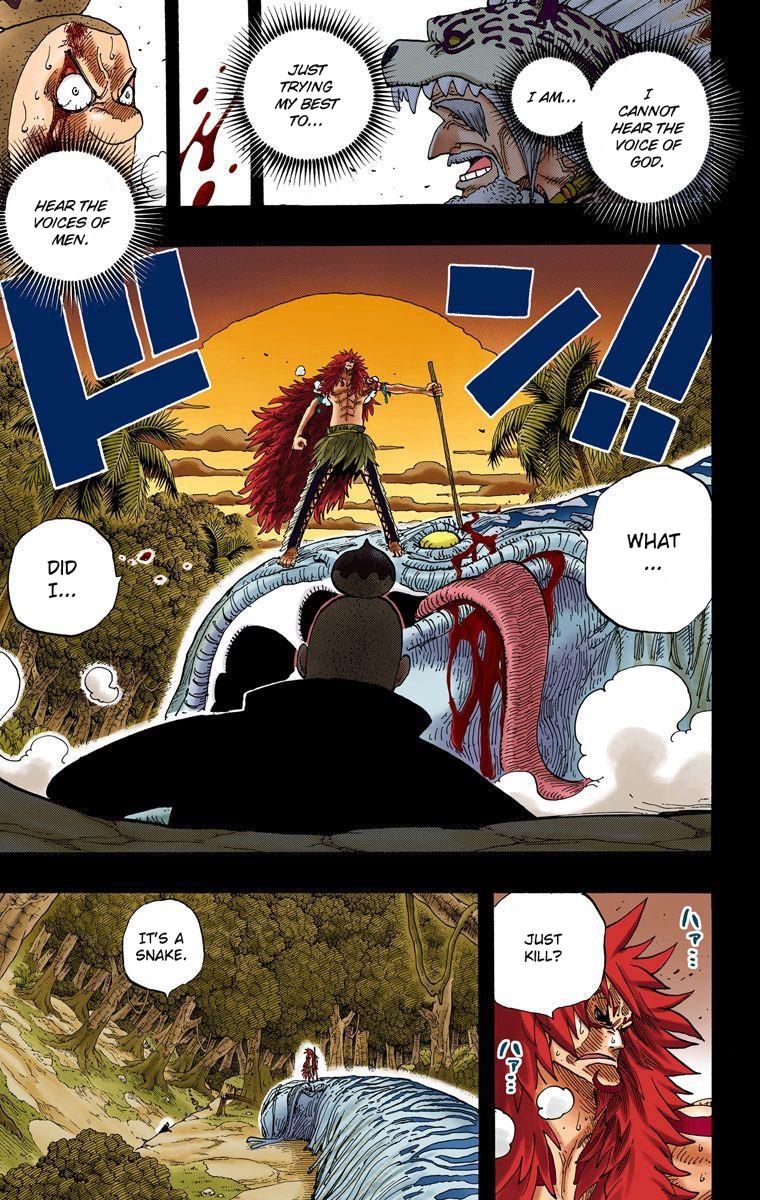 I
CANNOT
HEAR THE
VOICE OF
GOD.
I AM...
JUST
TRYING
MY BEST
TO...
HEAR THE
VOICES OF
MEN.
ドン!!
WHAT
...
DID
I...
JUST
KILL?
ハァ…
ハァ…
IT'S A
SNAKE.